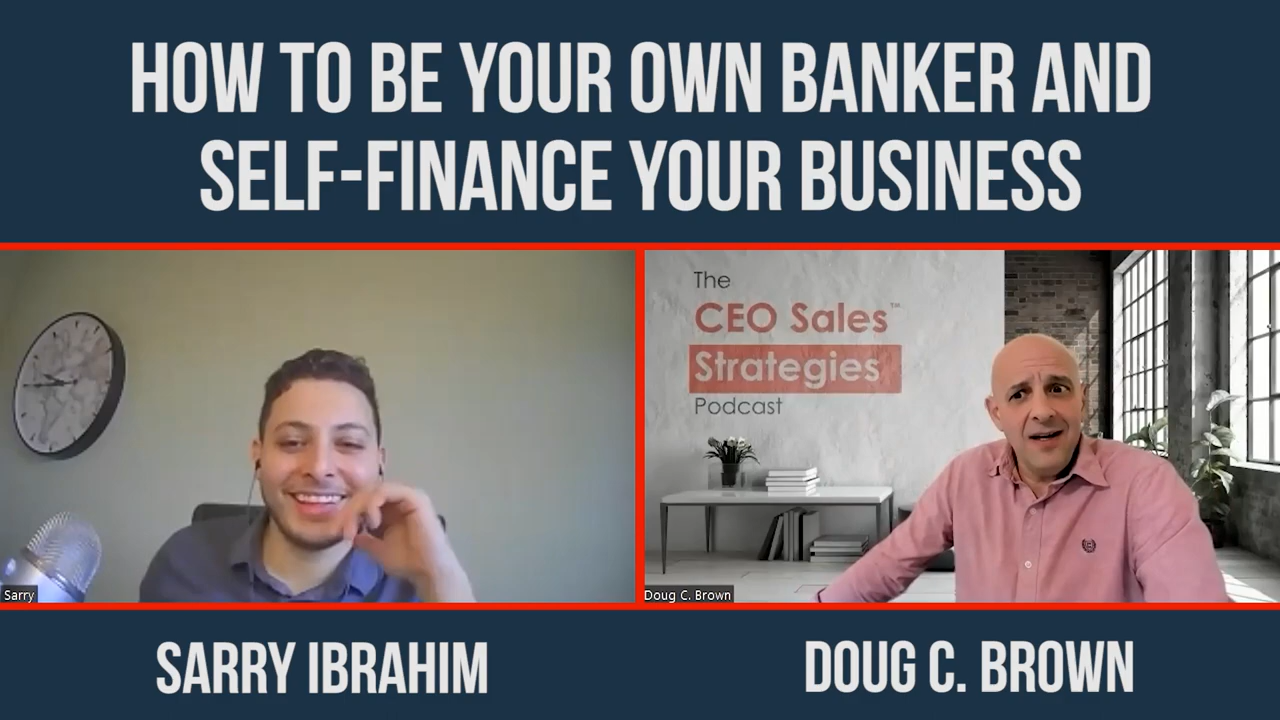 HOW TO BE YOUR OWN BANKER AND
SELF-FINANCE YOUR BUSINESS
The
CEO Sales™
Strategies
Podcast
Sarry
Doug C. Brown
SARRY IBRAHIM
DOUG C. BROWN